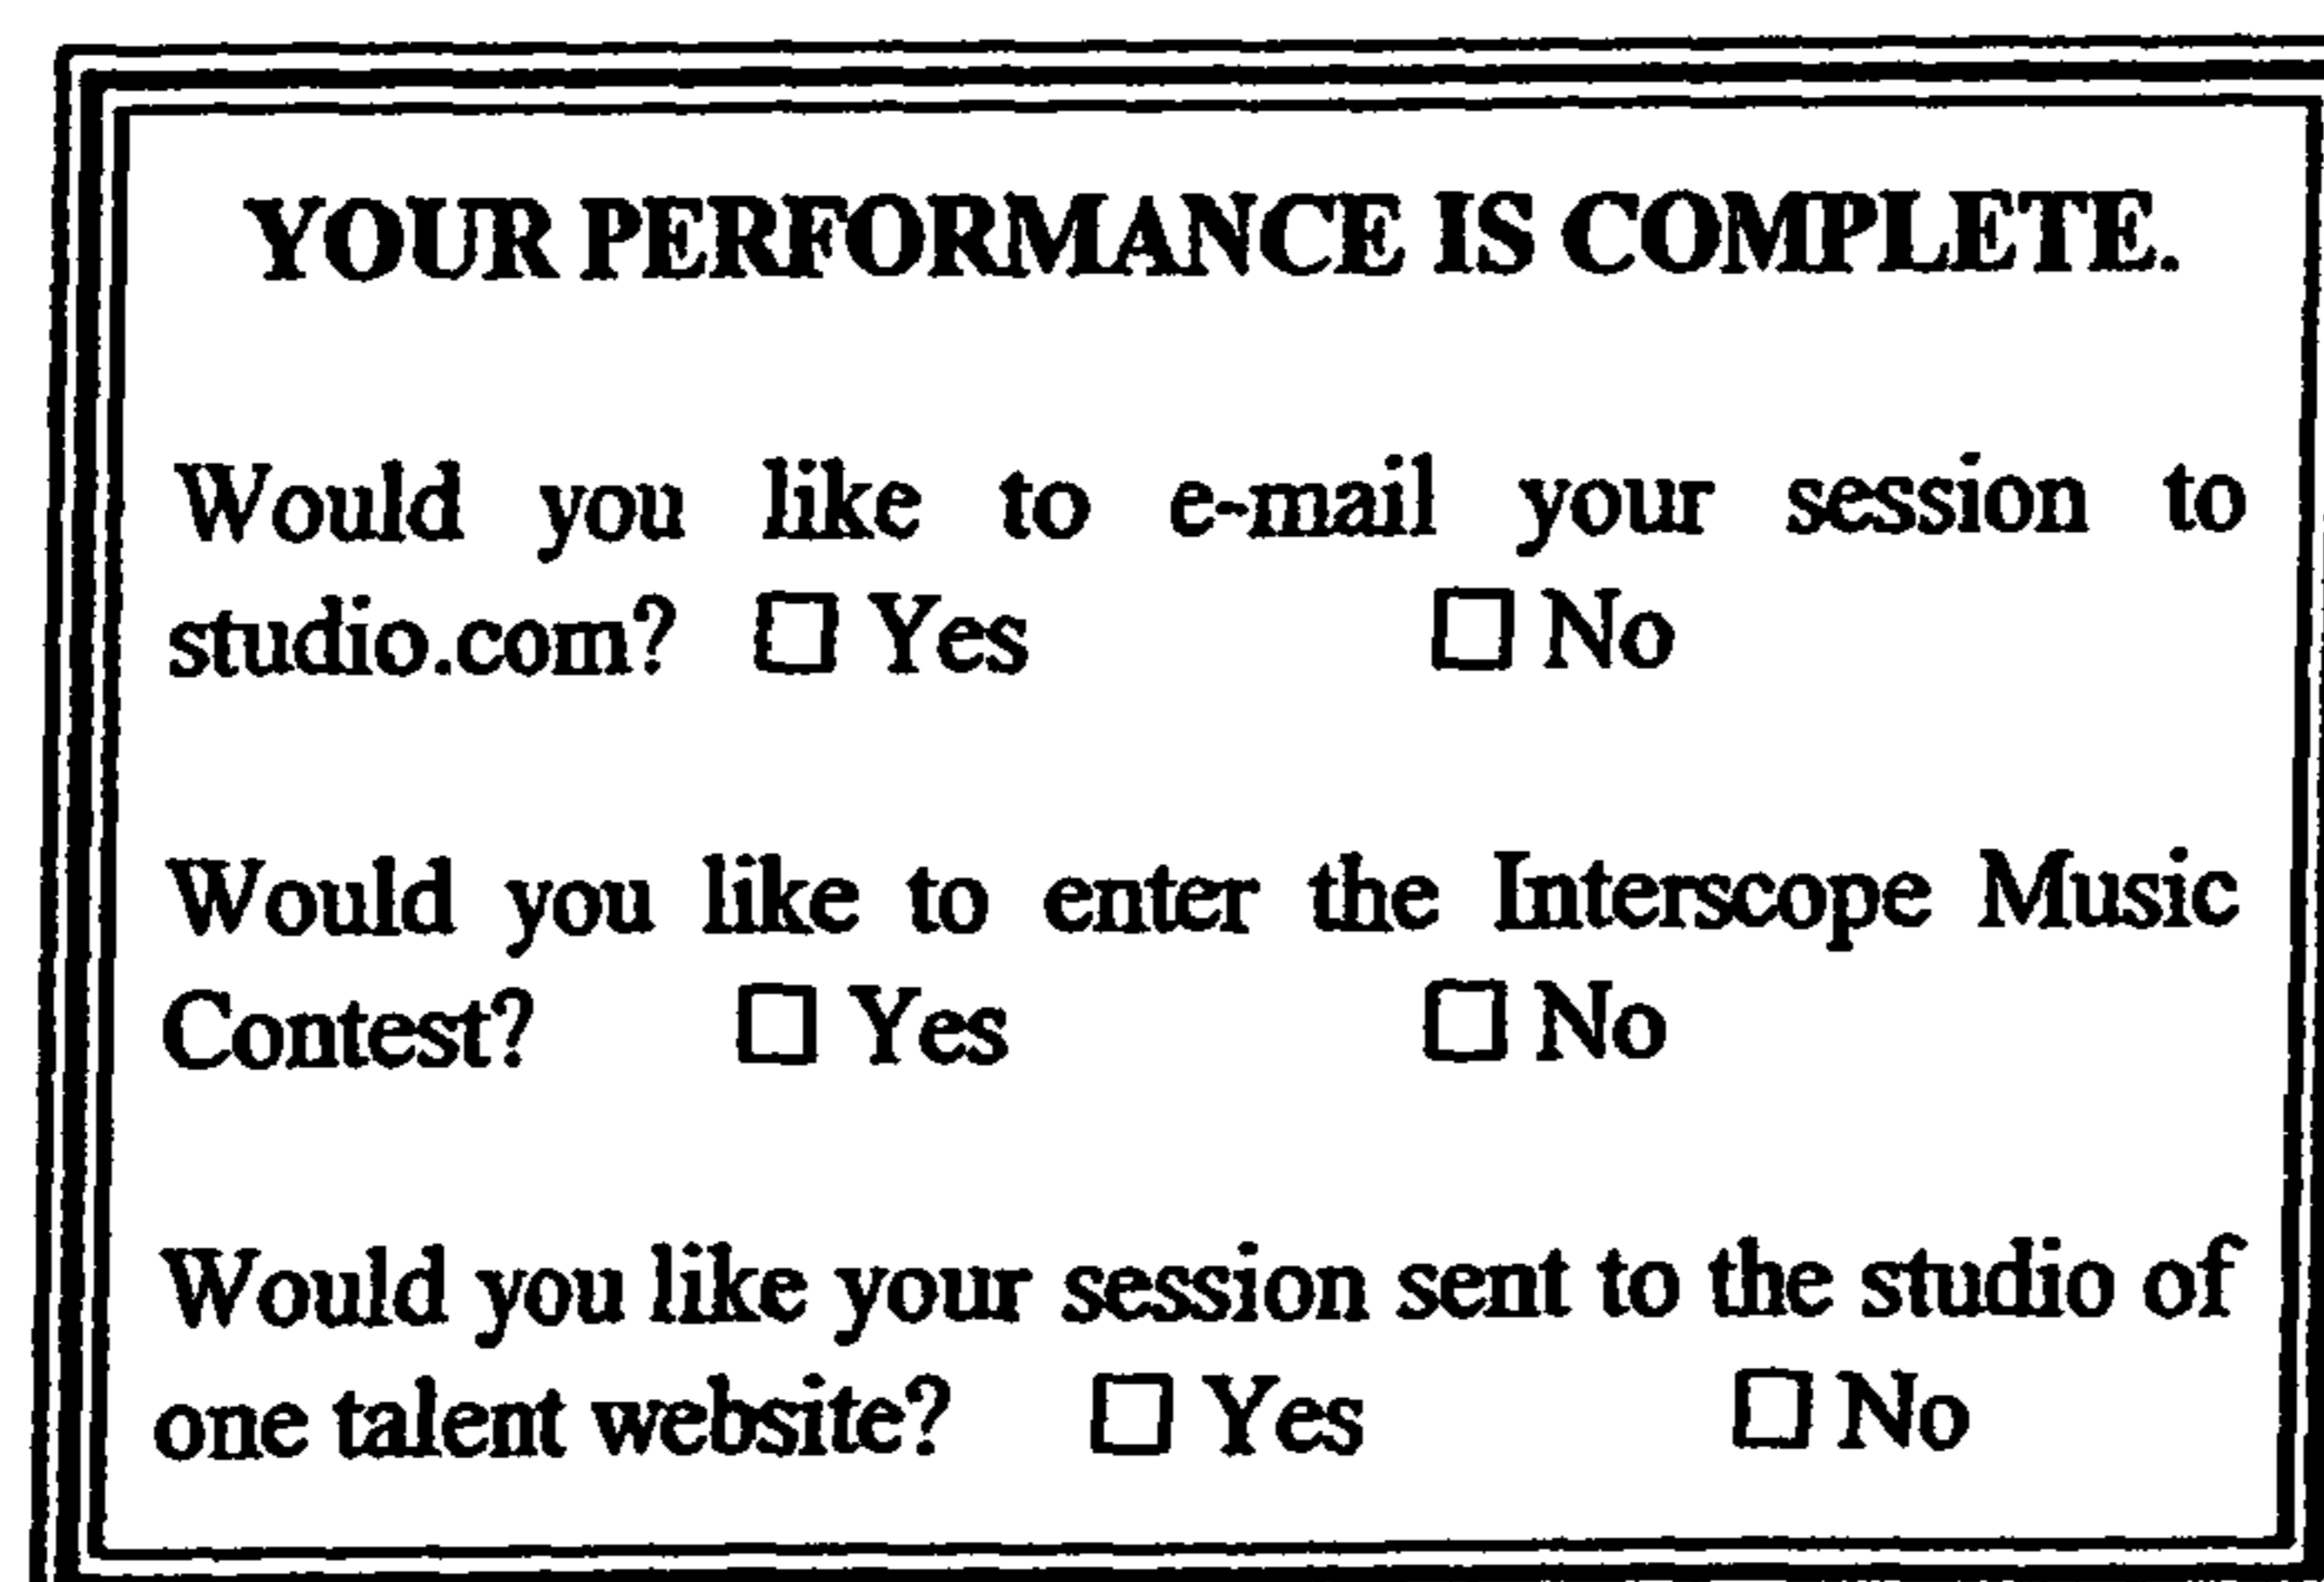 YOUR PERFORMANCE IS COMPLETE.
Would you like to e-mail your session to
studio.com? ☐ Yes ☐ No
Would you like to enter the Interscope Music
Contest? ☐ Yes ☐ No
Would you like your session sent to the studio of
one talent website? ☐ Yes ☐ No